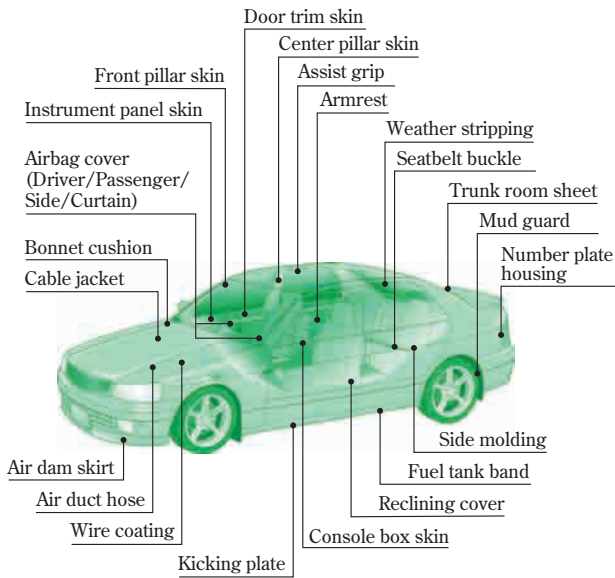 Door trim skin
Center pillar skin
Assist grip
Front pillar skin
Armrest
Instrument panel skin
Weather stripping
Airbag cover
(Driver/Passenger/
Side/Curtain)
Seatbelt buckle
Trunk room sheet
Mud guard
Bonnet cushion
Number plate
housing
Cable jacket
Side molding
Air dam skirt
Fuel tank band
Air duct hose
Reclining cover
Wire coating
Console box skin
Kicking plate